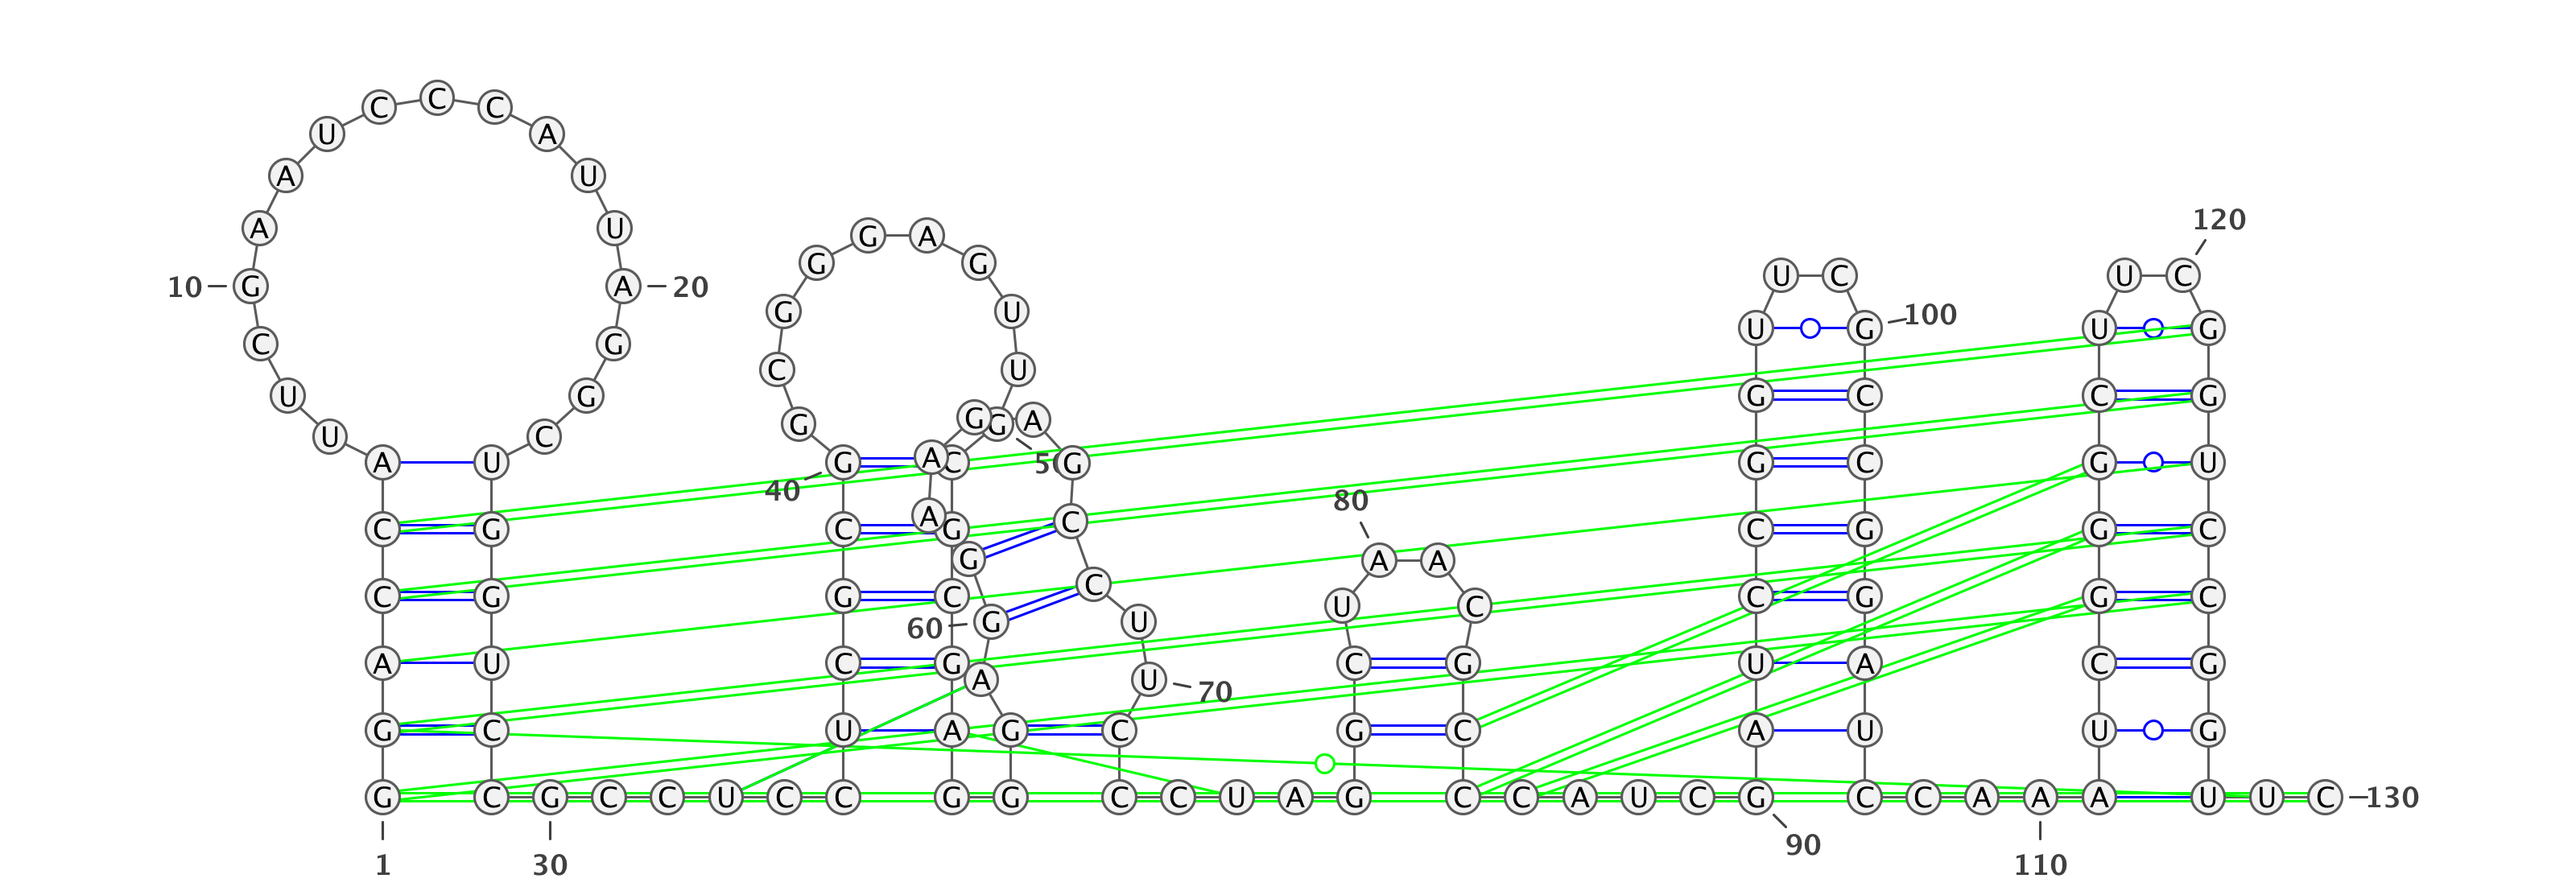 C
C C
U A
A U
120
A U
G A
G G
U C U C
10 G A 20
G U 100
U G U G
C G
C U
U G G C C G
G G G A
U C
A U G A C G G C G U
50
40 80
A C
C G C G C G G C
G A A
C
C G G C C G G C
U C
60 G U
A U C G C G U A C G
A U 70
G C U A G C G C A U U G
G C G C C U C C G G C C U A G C C A U C G C C A A A U U C 130
90
1 30 110